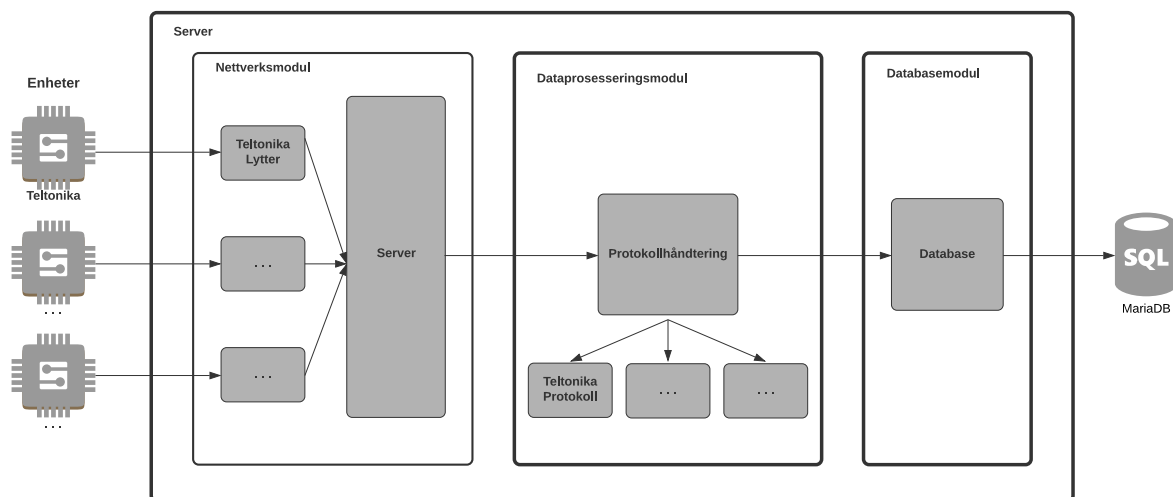 Server
Nettverksmodul
Dataprosesseringsmodul
Databasemodul
Enheter
Teltonika
Lytter
Teltonika
...
...
...
...
Server
Protokollhåndtering
Teltonika
Protokoll
...
...
Database
SQL
MariaDB